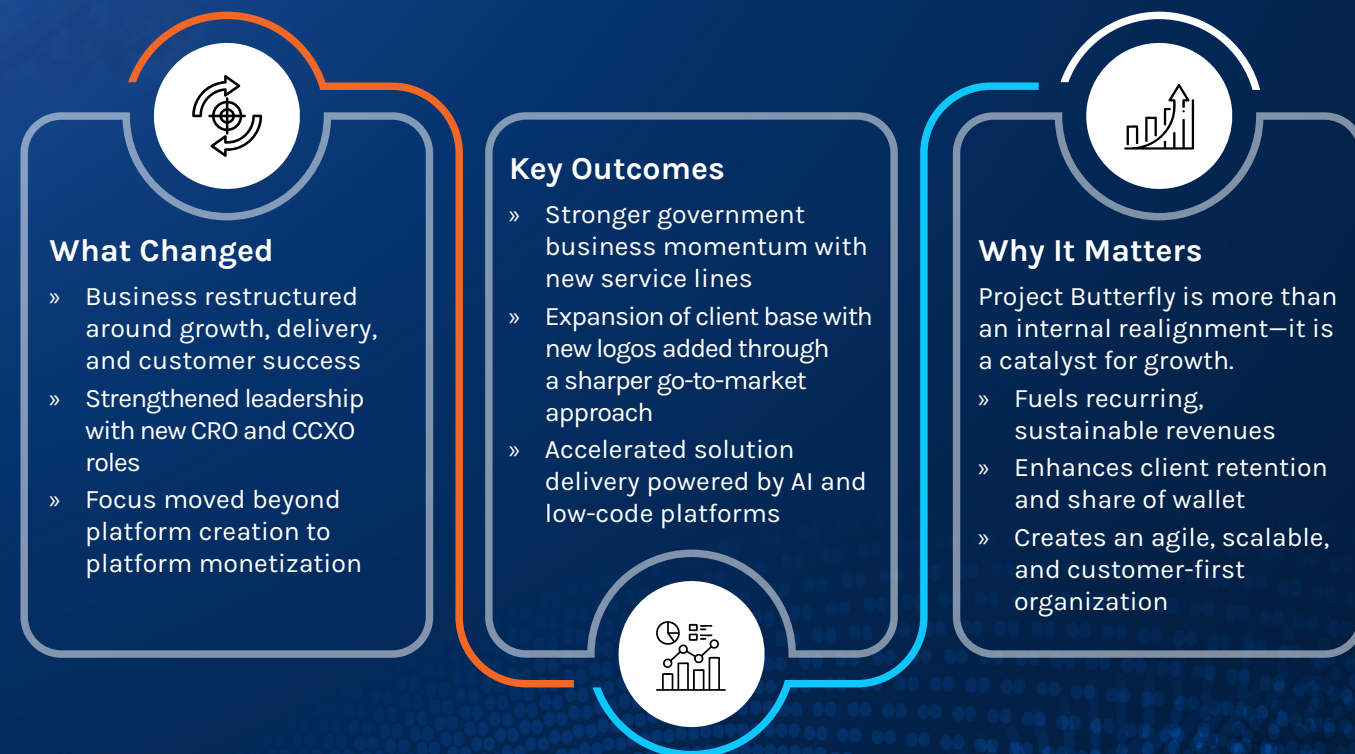 What Changed
» Business restructured
around growth, delivery,
and customer success
» Strengthened leadership
with new CRO and CCXO
roles
» Focus moved beyond
platform creation to
platform monetization
Key Outcomes
» Stronger government
business momentum with
new service lines
» Expansion of client base with
new logos added through
a sharper go-to-market
approach
» Accelerated solution
delivery powered by AI and
low-code platforms
Why It Matters
Project Butterfly is more than
an internal realignment—it is
a catalyst for growth.
» Fuels recurring,
sustainable revenues
» Enhances client retention
and share of wallet
» Creates an agile, scalable,
and customer-first
organization